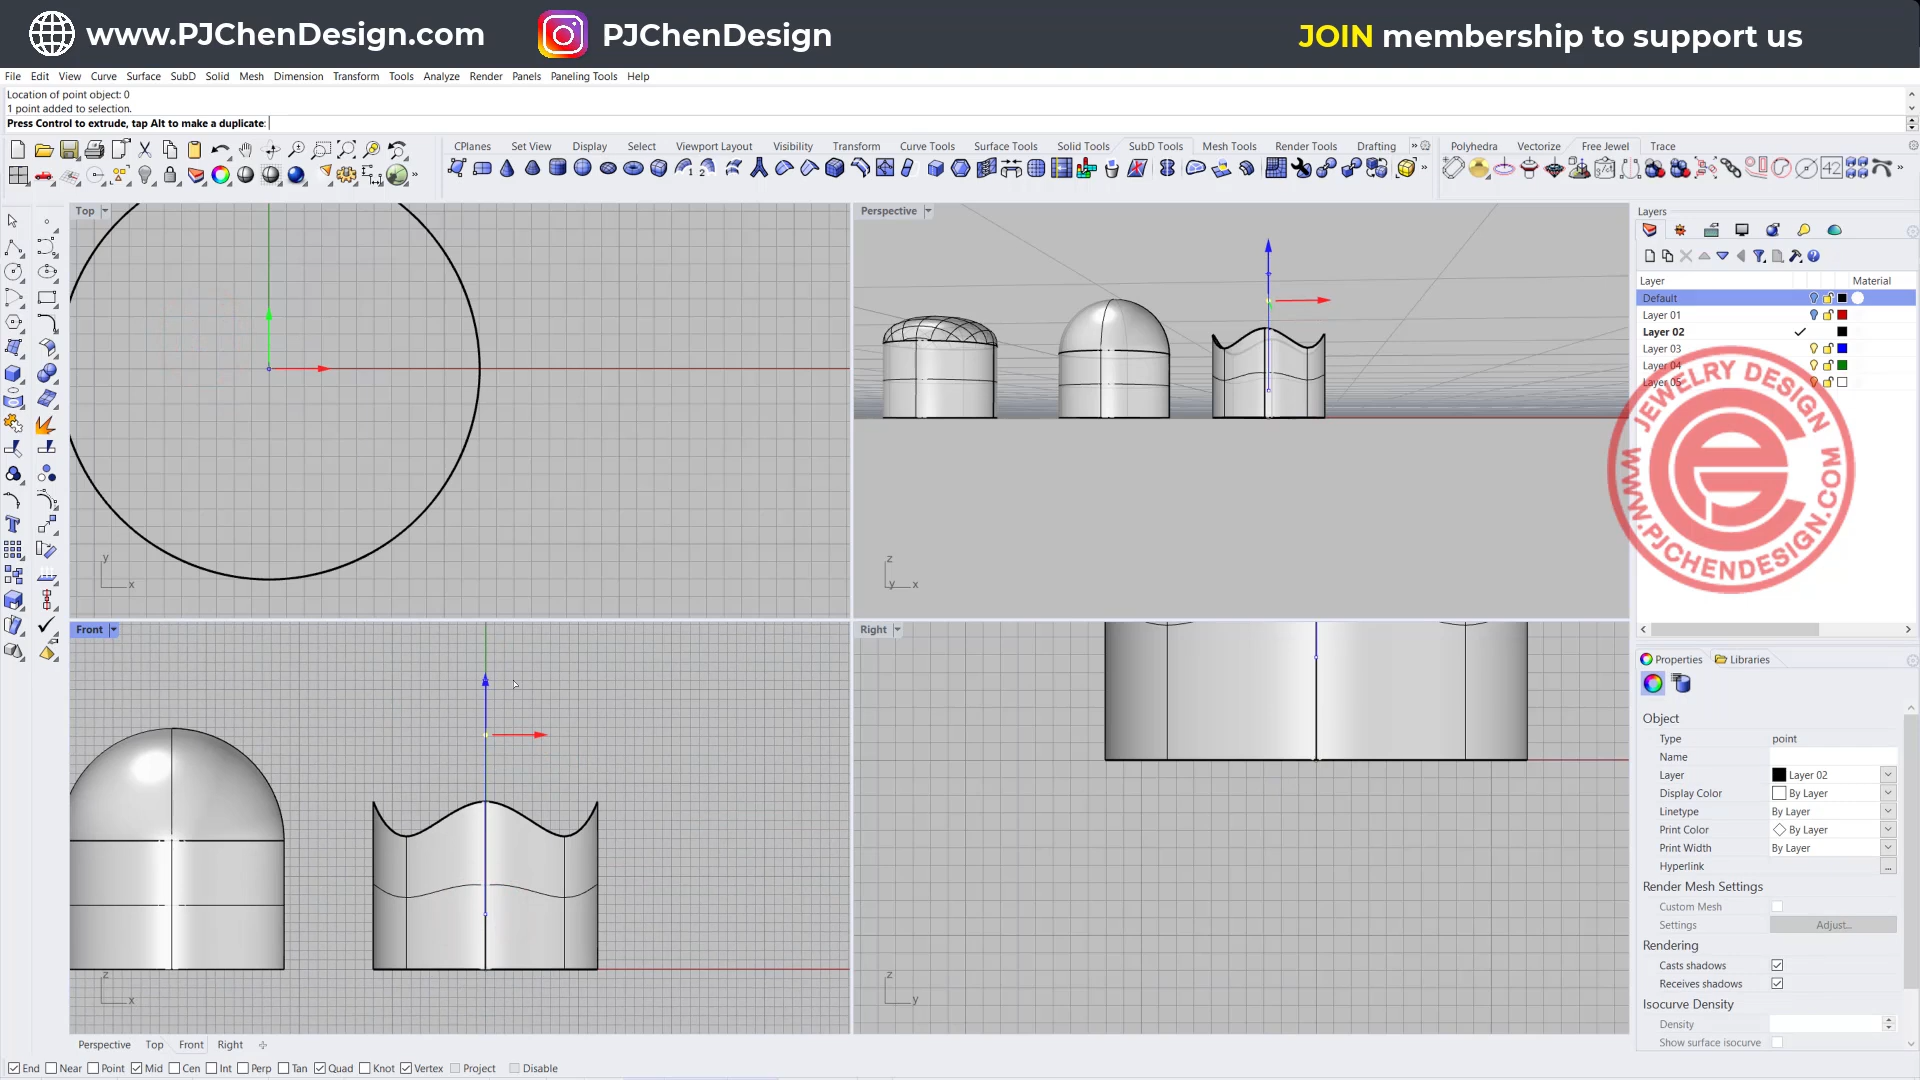 www.PJChenDesign.com PJChenDesign JOIN membership to support us
File Edit View Curve Surface SubD Solid Mesh Dimension Transform Tools Analyze Render Panels Paneling Tools Help
Location of point object: 0
1 point added to selection.
Press Control to extrude, tap Alt to make a duplicate:
CPlanes Set View Display Select Viewport Layout Visibility Transform Curve Tools Surface Tools Solid Tools SubD Tools Mesh Tools Render Tools Drafting » Polyhedra Vectorize Free Jewel Trace
Top Perspective
Layers
Layer Material
Default
Layer 01
Layer 02
Layer 03
Layer 04
Layer 05
JEWELRY DESIGN
WWW.PJCHENDESIGN.COM
y
x
z
y x
Front Right
Properties Libraries
Object
Type point
Name
Layer Layer 02
Display Color By Layer
Linetype By Layer
Print Color By Layer
Print Width By Layer
Hyperlink ...
Render Mesh Settings
Custom Mesh
Settings Adjust...
Rendering
Casts shadows
Receives shadows
Isocurve Density
Density
Show surface isocurve
z
x
z
y
Perspective Top Front Right
End Near Point Mid Cen Int Perp Tan Quad Knot Vertex Project Disable